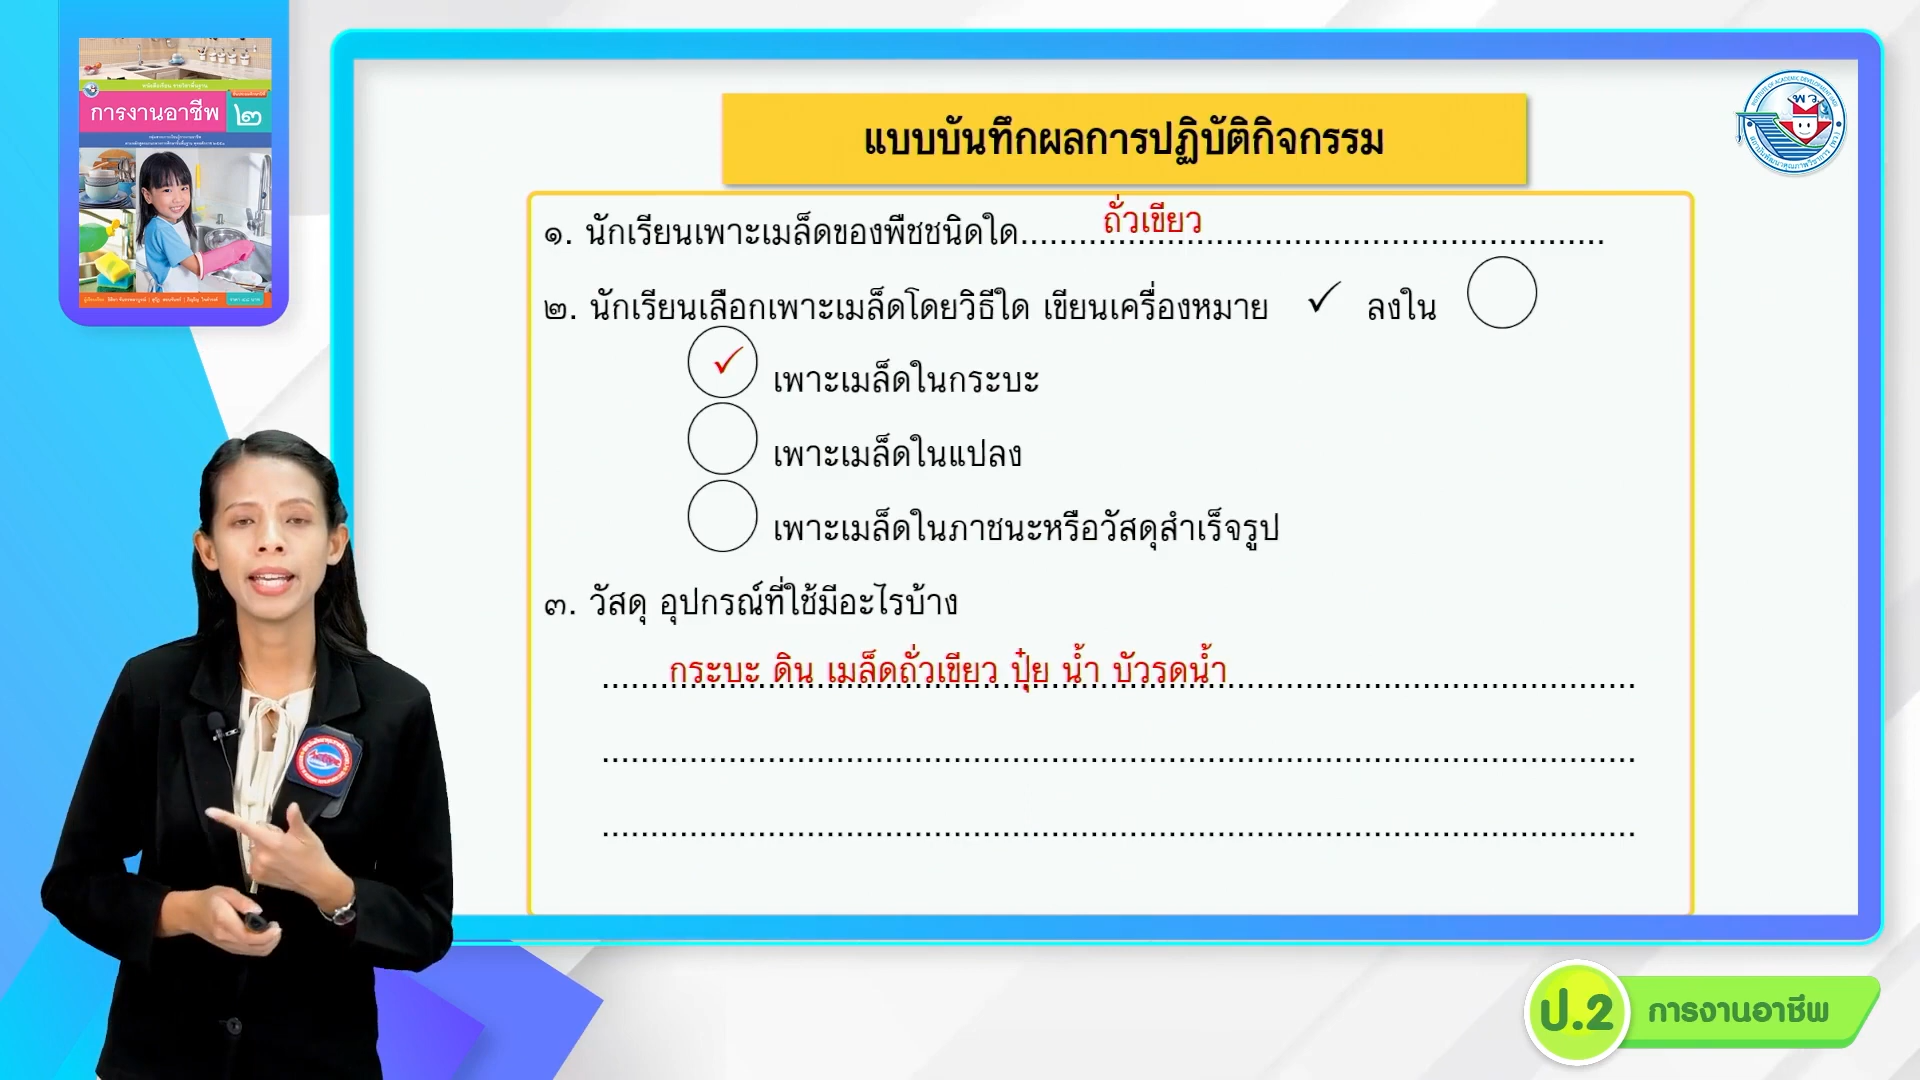 การงานอาชีพ ๒
แบบบันทึกผลการปฏิบัติกิจกรรม
๑. นักเรียนเพาะเมล็ดของพืชชนิดใด............ถั่วเขียว............
๒. นักเรียนเลือกเพาะเมล็ดโดยวิธีใด เขียนเครื่องหมาย ✓ ลงใน ◯
✓ เพาะเมล็ดในกระบะ
เพาะเมล็ดในแปลง
เพาะเมล็ดในภาชนะหรือวัสดุสำเร็จรูป
๓. วัสดุ อุปกรณ์ที่ใช้มีอะไรบ้าง
กระบะ ดิน เมล็ดถั่วเขียว ปุ๋ย น้ำ บัวรดน้ำ
พว.
ป.2 การงานอาชีพ